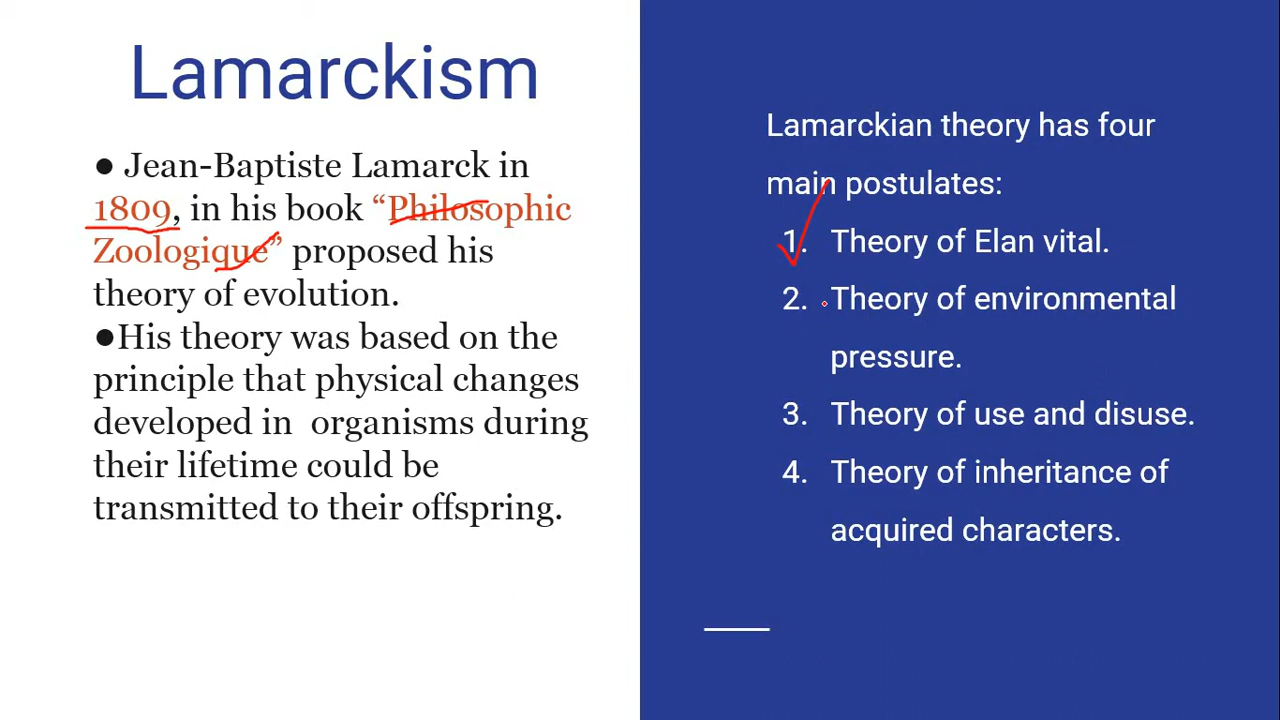 Lamarckism
● Jean-Baptiste Lamarck in
1809, in his book “Philosophic
Zoologique” proposed his
theory of evolution.
●His theory was based on the
principle that physical changes
developed in organisms during
their lifetime could be
transmitted to their offspring.
Lamarckian theory has four
main postulates:
1. Theory of Elan vital.
2. Theory of environmental
pressure.
3. Theory of use and disuse.
4. Theory of inheritance of
acquired characters.